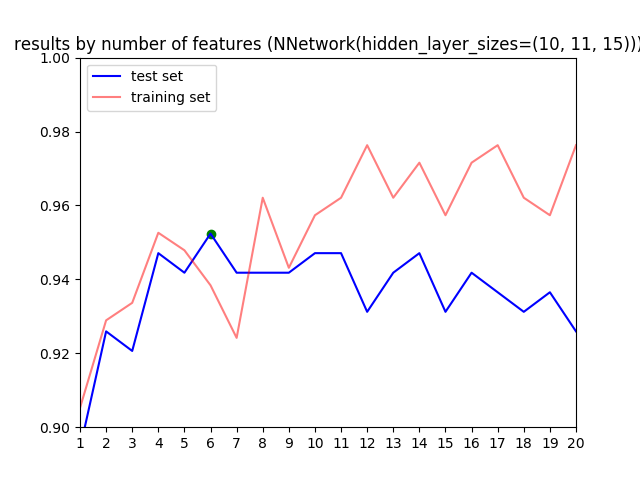 results by number of features (NNetwork(hidden_layer_sizes=(10, 11, 15)))
1.00
test set
training set
0.98
0.96
0.94
0.92
0.90
1 2 3 4 5 6 7 8 9 10 11 12 13 14 15 16 17 18 19 20